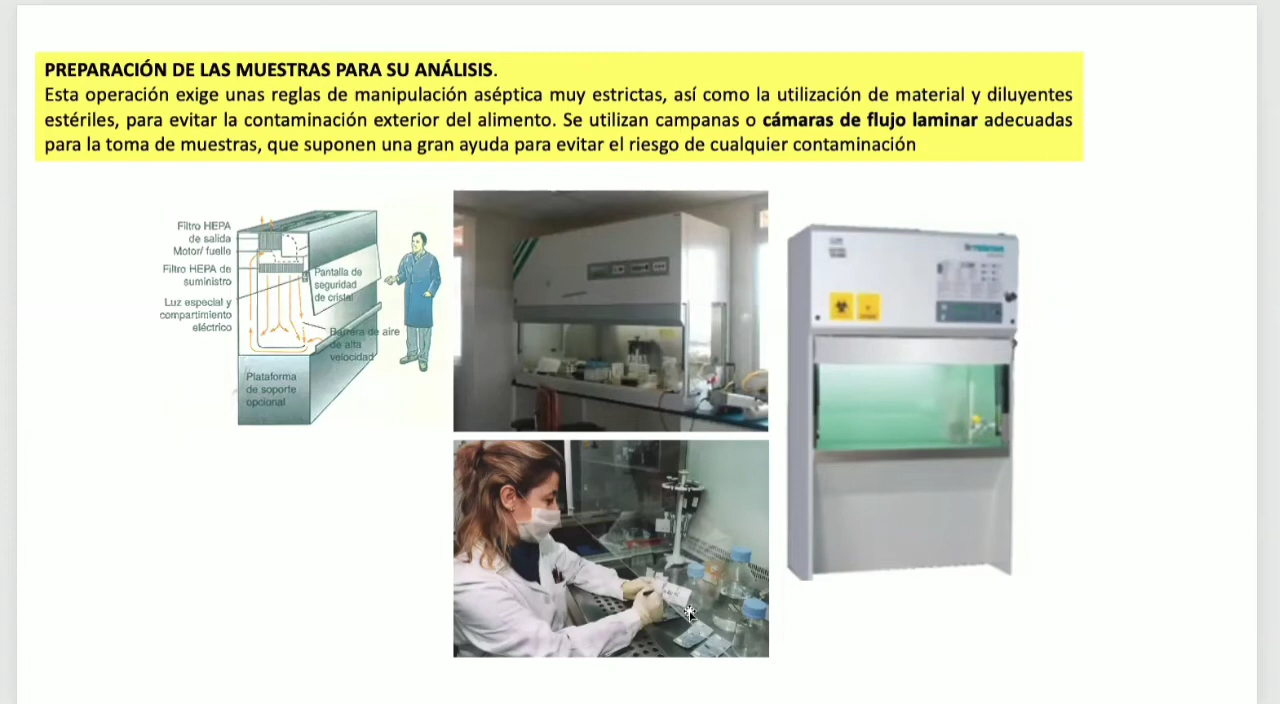 PREPARACIÓN DE LAS MUESTRAS PARA SU ANÁLISIS.
Esta operación exige unas reglas de manipulación aséptica muy estrictas, así como la utilización de material y diluyentes
estériles, para evitar la contaminación exterior del alimento. Se utilizan campanas o cámaras de flujo laminar adecuadas
para la toma de muestras, que suponen una gran ayuda para evitar el riesgo de cualquier contaminación
Filtro HEPA
de salida
Motor/ fuelle
Filtro HEPA de
suministro
Luz especial y
compartimiento
eléctrico
Pantalla de
seguridad
de cristal
Barrera de aire
de alta
velocidad
Plataforma
de soporte
opcional